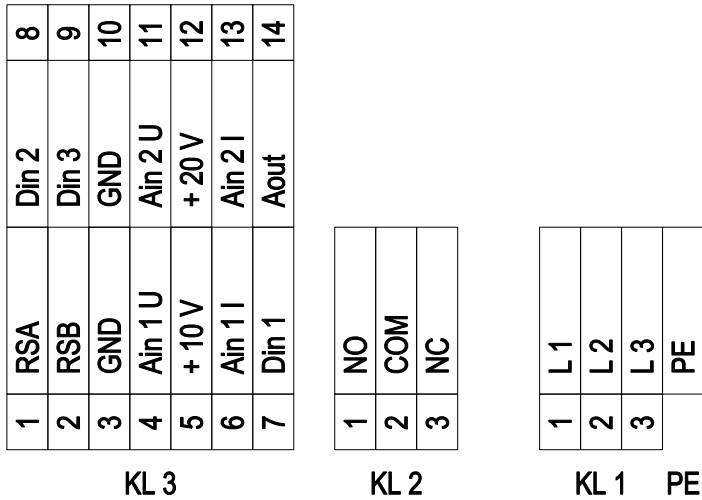 8 9 10 11 12 13 14
Din 2 Din 3 GND Ain 2 U + 20 V Ain 2 I Aout
RSA RSB GND Ain 1 U + 10 V Ain 1 I Din 1
1 2 3 4 5 6 7
KL 3
NO COM NC
1 2 3
KL 2
L 1 L 2 L 3 PE
1 2 3
KL 1 PE